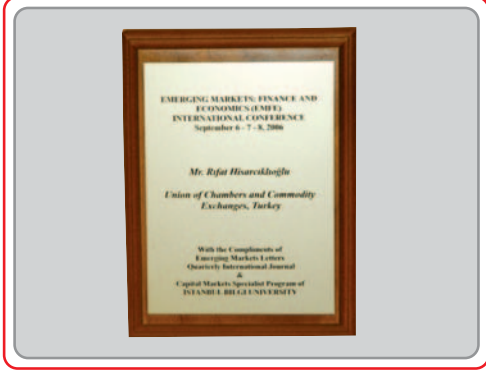 EMERGING MARKETS: FINANCE AND
ECONOMICS (EMFE)
INTERNATIONAL CONFERENCE
September 6 - 7 - 8, 2006
Mr. Rıfat Hisarcıklıoğlu
Union of Chambers and Commodity
Exchanges, Turkey
With the Compliments of
Emerging Markets Letters
Quarterly International Journal
&
Capital Markets Specialist Program of
ISTANBUL BILGI UNIVERSITY